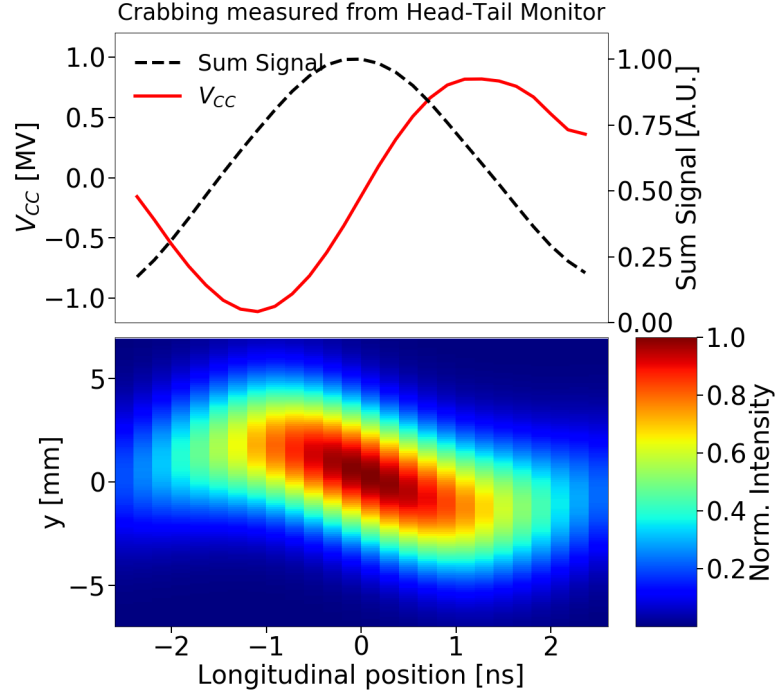 Crabbing measured from Head-Tail Monitor
Sum Signal
V_CC
V_CC [MV]
1.0
0.5
0.0
−0.5
−1.0
1.00
0.75
0.50
0.25
0.00
Sum Signal [A.U.]
y [mm]
5
0
−5
−2
−1
0
1
2
Longitudinal position [ns]
1.0
0.8
0.6
0.4
0.2
Norm. Intensity